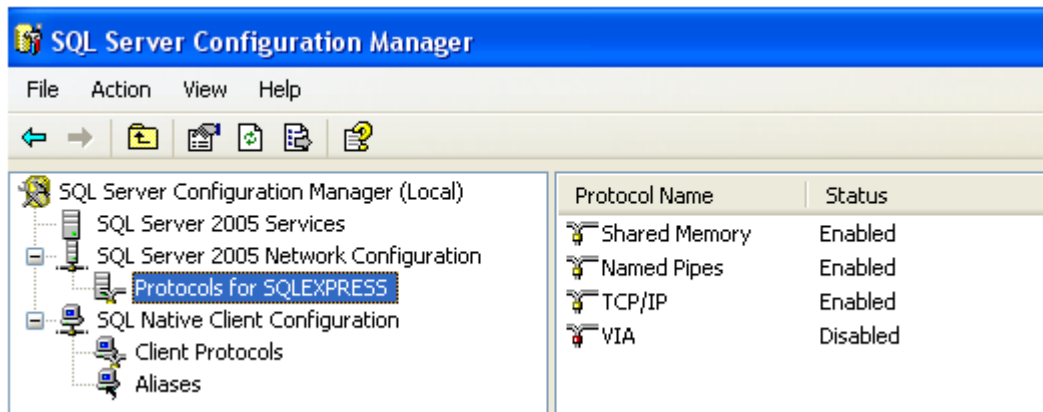 SQL Server Configuration Manager
File Action View Help
SQL Server Configuration Manager (Local)
SQL Server 2005 Services
SQL Server 2005 Network Configuration
Protocols for SQLEXPRESS
SQL Native Client Configuration
Client Protocols
Aliases
Protocol Name Status
Shared Memory Enabled
Named Pipes Enabled
TCP/IP Enabled
VIA Disabled